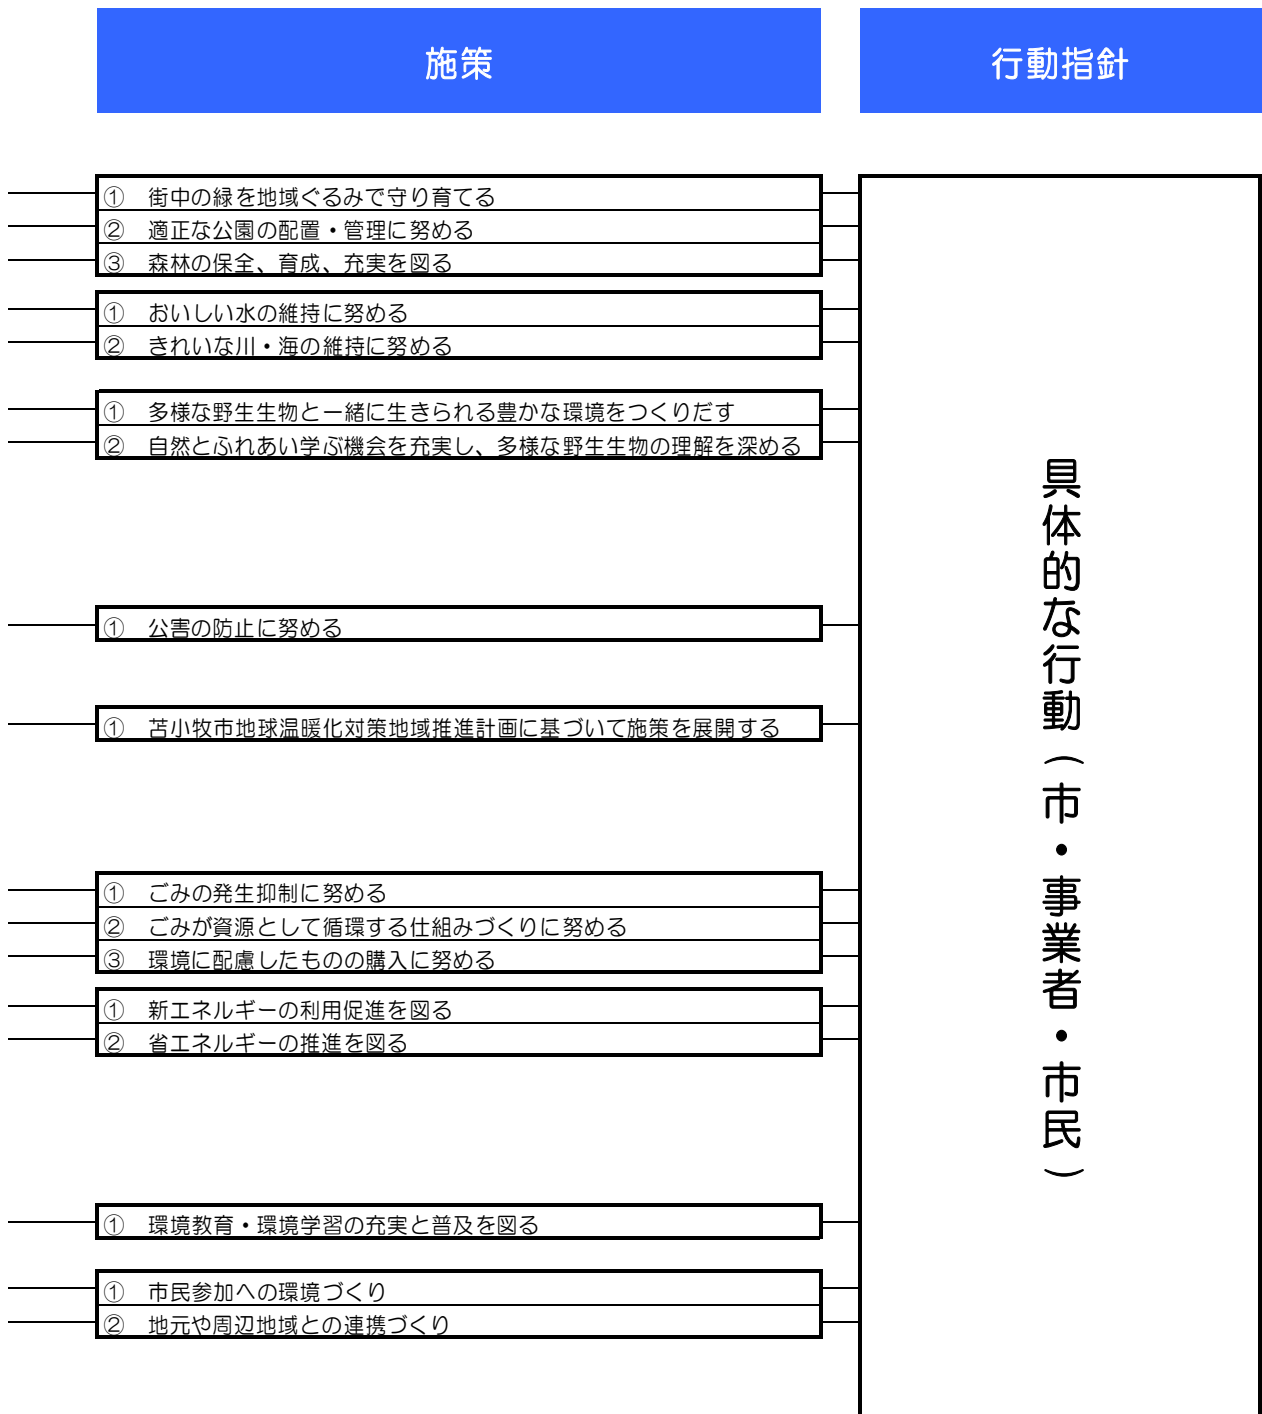 施策
行動指針
① 街中の緑を地域ぐるみで守り育てる
② 適正な公園の配置・管理に努める
③ 森林の保全、育成、充実を図る
① おいしい水の維持に努める
② きれいな川・海の維持に努める
① 多様な野生生物と一緒に生きられる豊かな環境をつくりだす
② 自然とふれあい学ぶ機会を充実し、多様な野生生物の理解を深める
① 公害の防止に努める
① 苫小牧市地球温暖化対策地域推進計画に基づいて施策を展開する
① ごみの発生抑制に努める
② ごみが資源として循環する仕組みづくりに努める
③ 環境に配慮したものの購入に努める
① 新エネルギーの利用促進を図る
② 省エネルギーの推進を図る
① 環境教育・環境学習の充実と普及を図る
① 市民参加への環境づくり
② 地元や周辺地域との連携づくり
具体的な行動（市・事業者・市民）